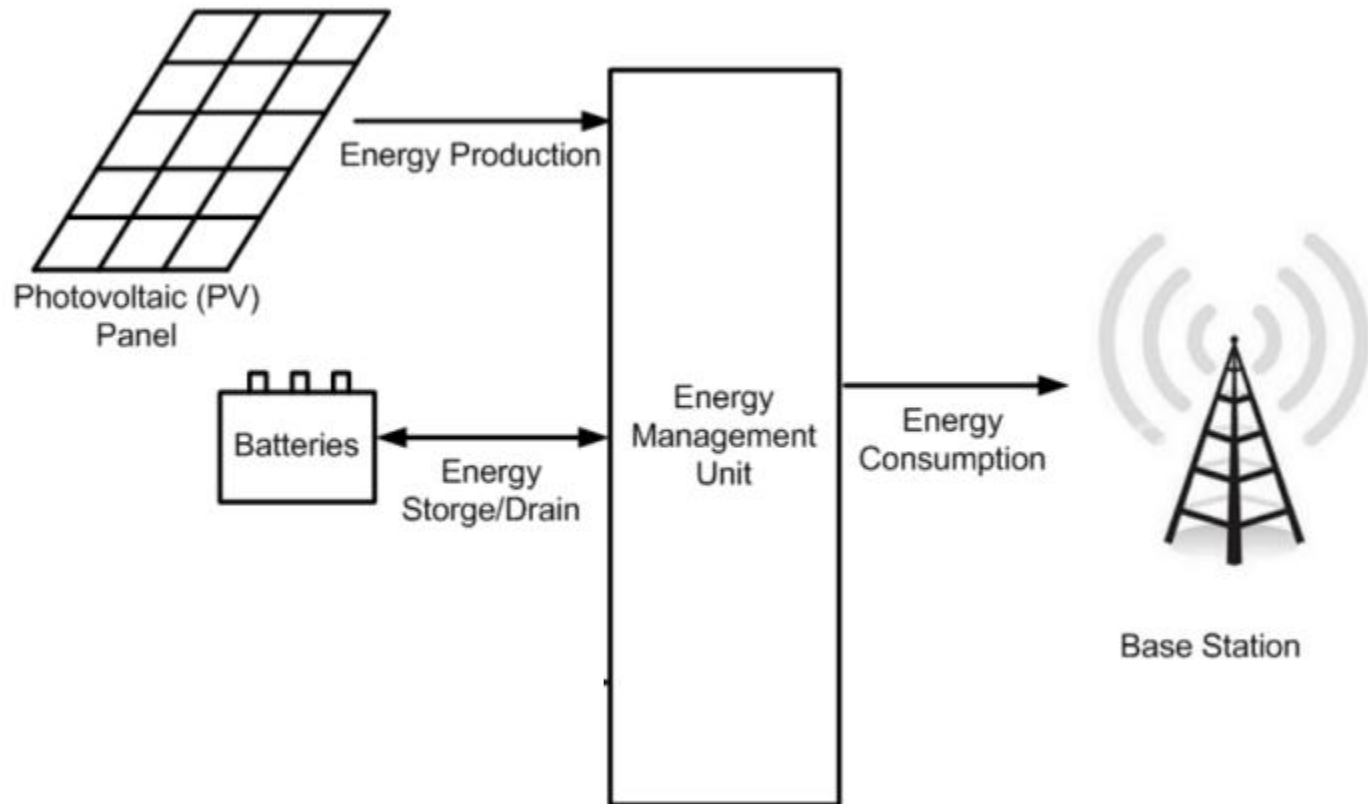 Energy Production
Photovoltaic (PV)
Panel
Batteries
Energy
Storge/Drain
Energy
Management
Unit
Energy
Consumption
Base Station